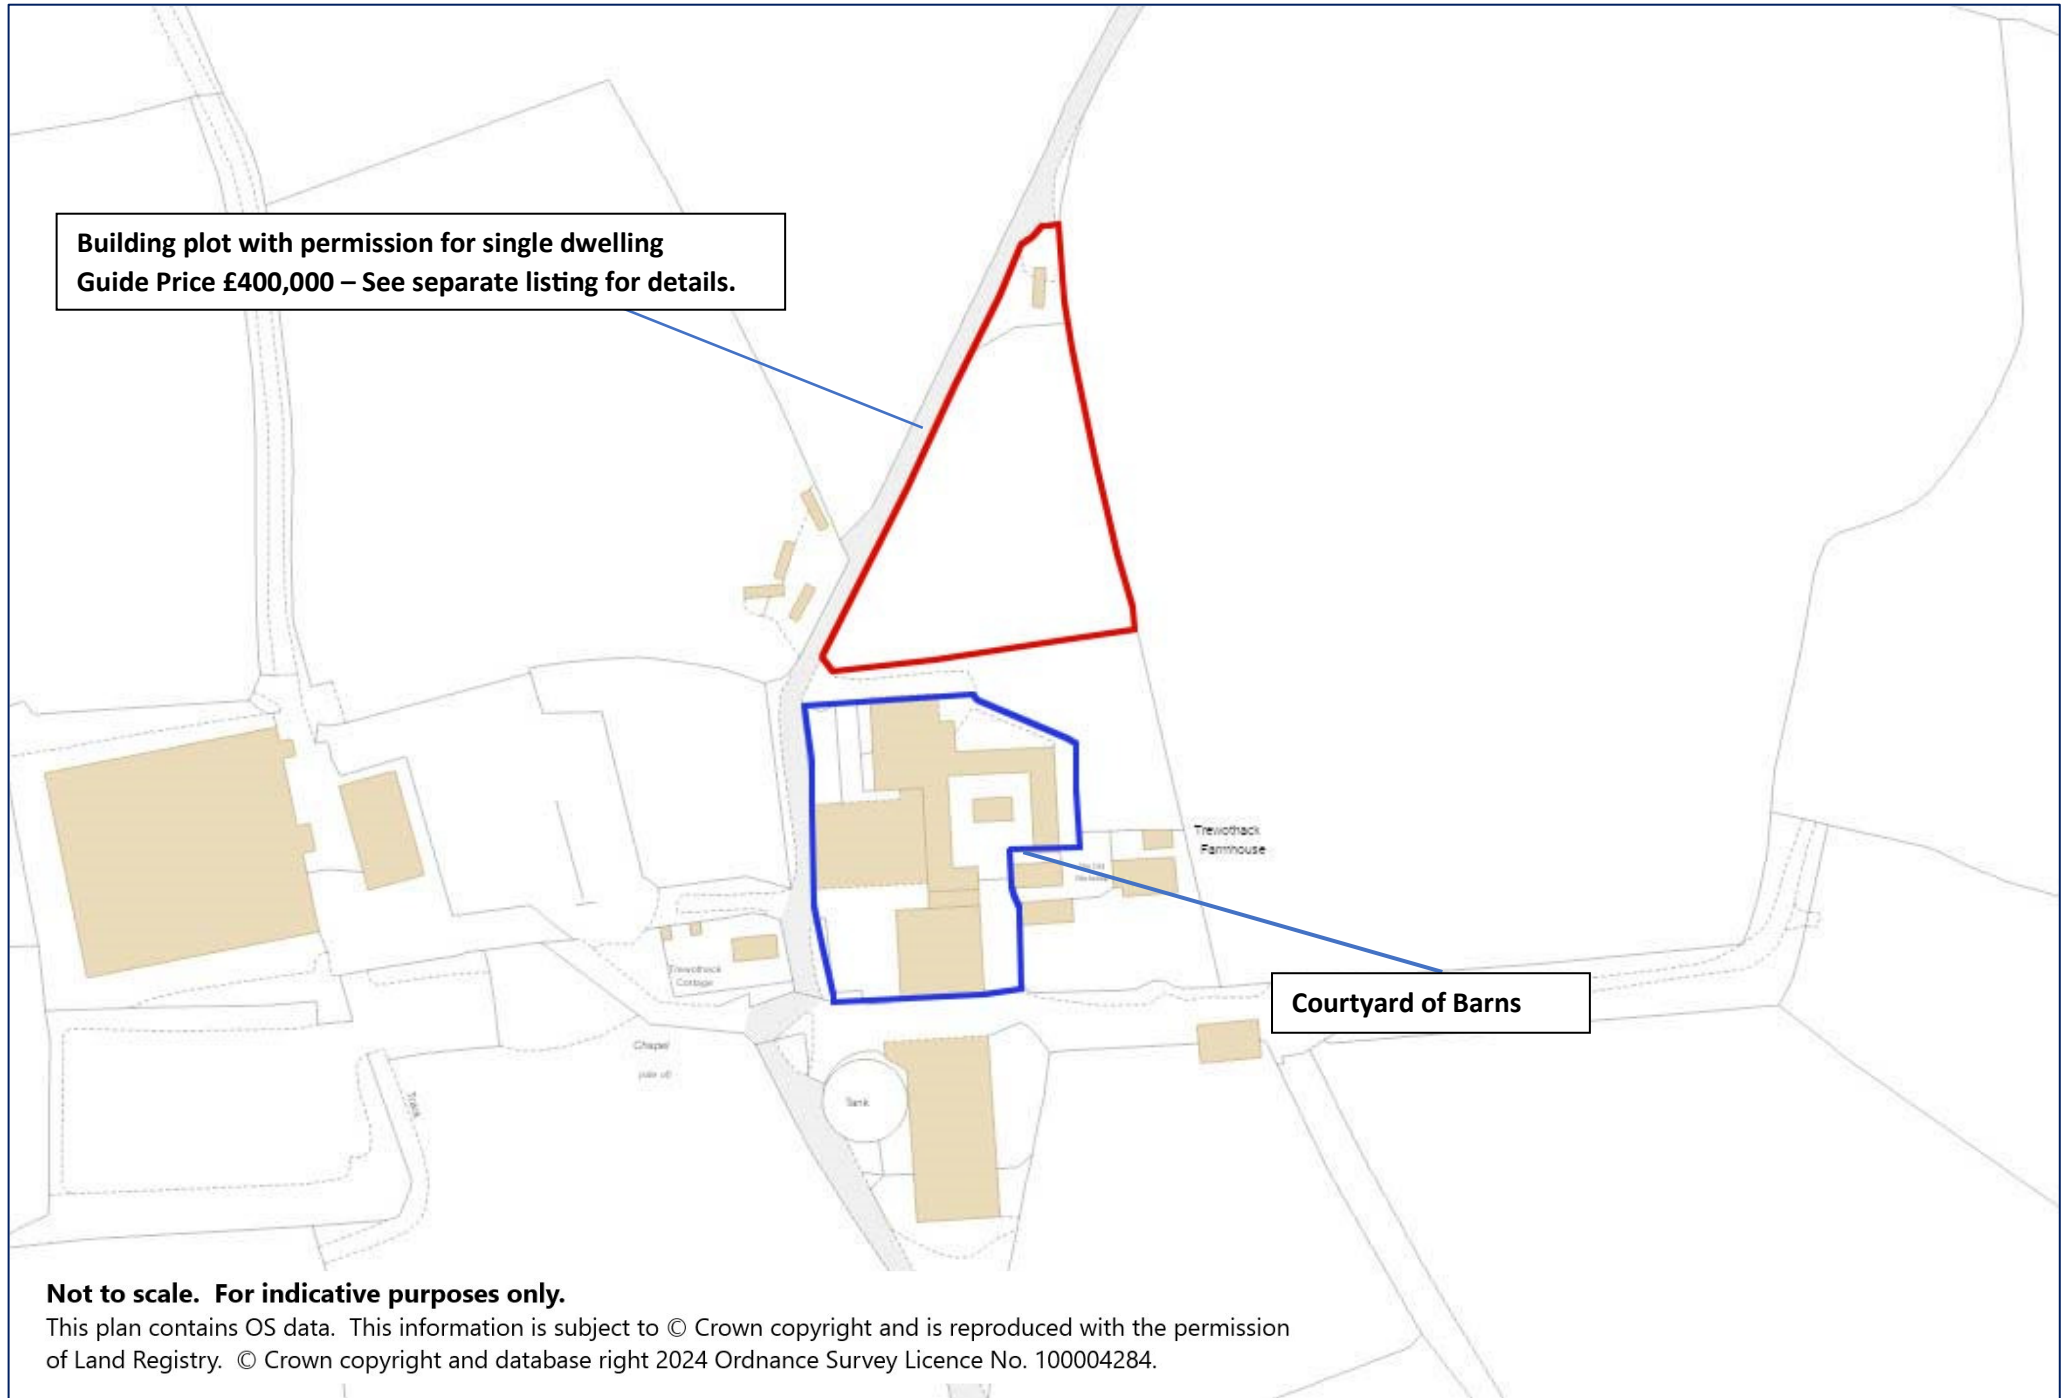 Building plot with permission for single dwelling
Guide Price £400,000 – See separate listing for details.
Trewothack
Farmhouse
Trewothack
Cottage
Courtyard of Barns
Chapel
Tank
Track
Not to scale.  For indicative purposes only.
This plan contains OS data.  This information is subject to © Crown copyright and is reproduced with the permission
of Land Registry.  © Crown copyright and database right 2024 Ordnance Survey Licence No. 100004284.